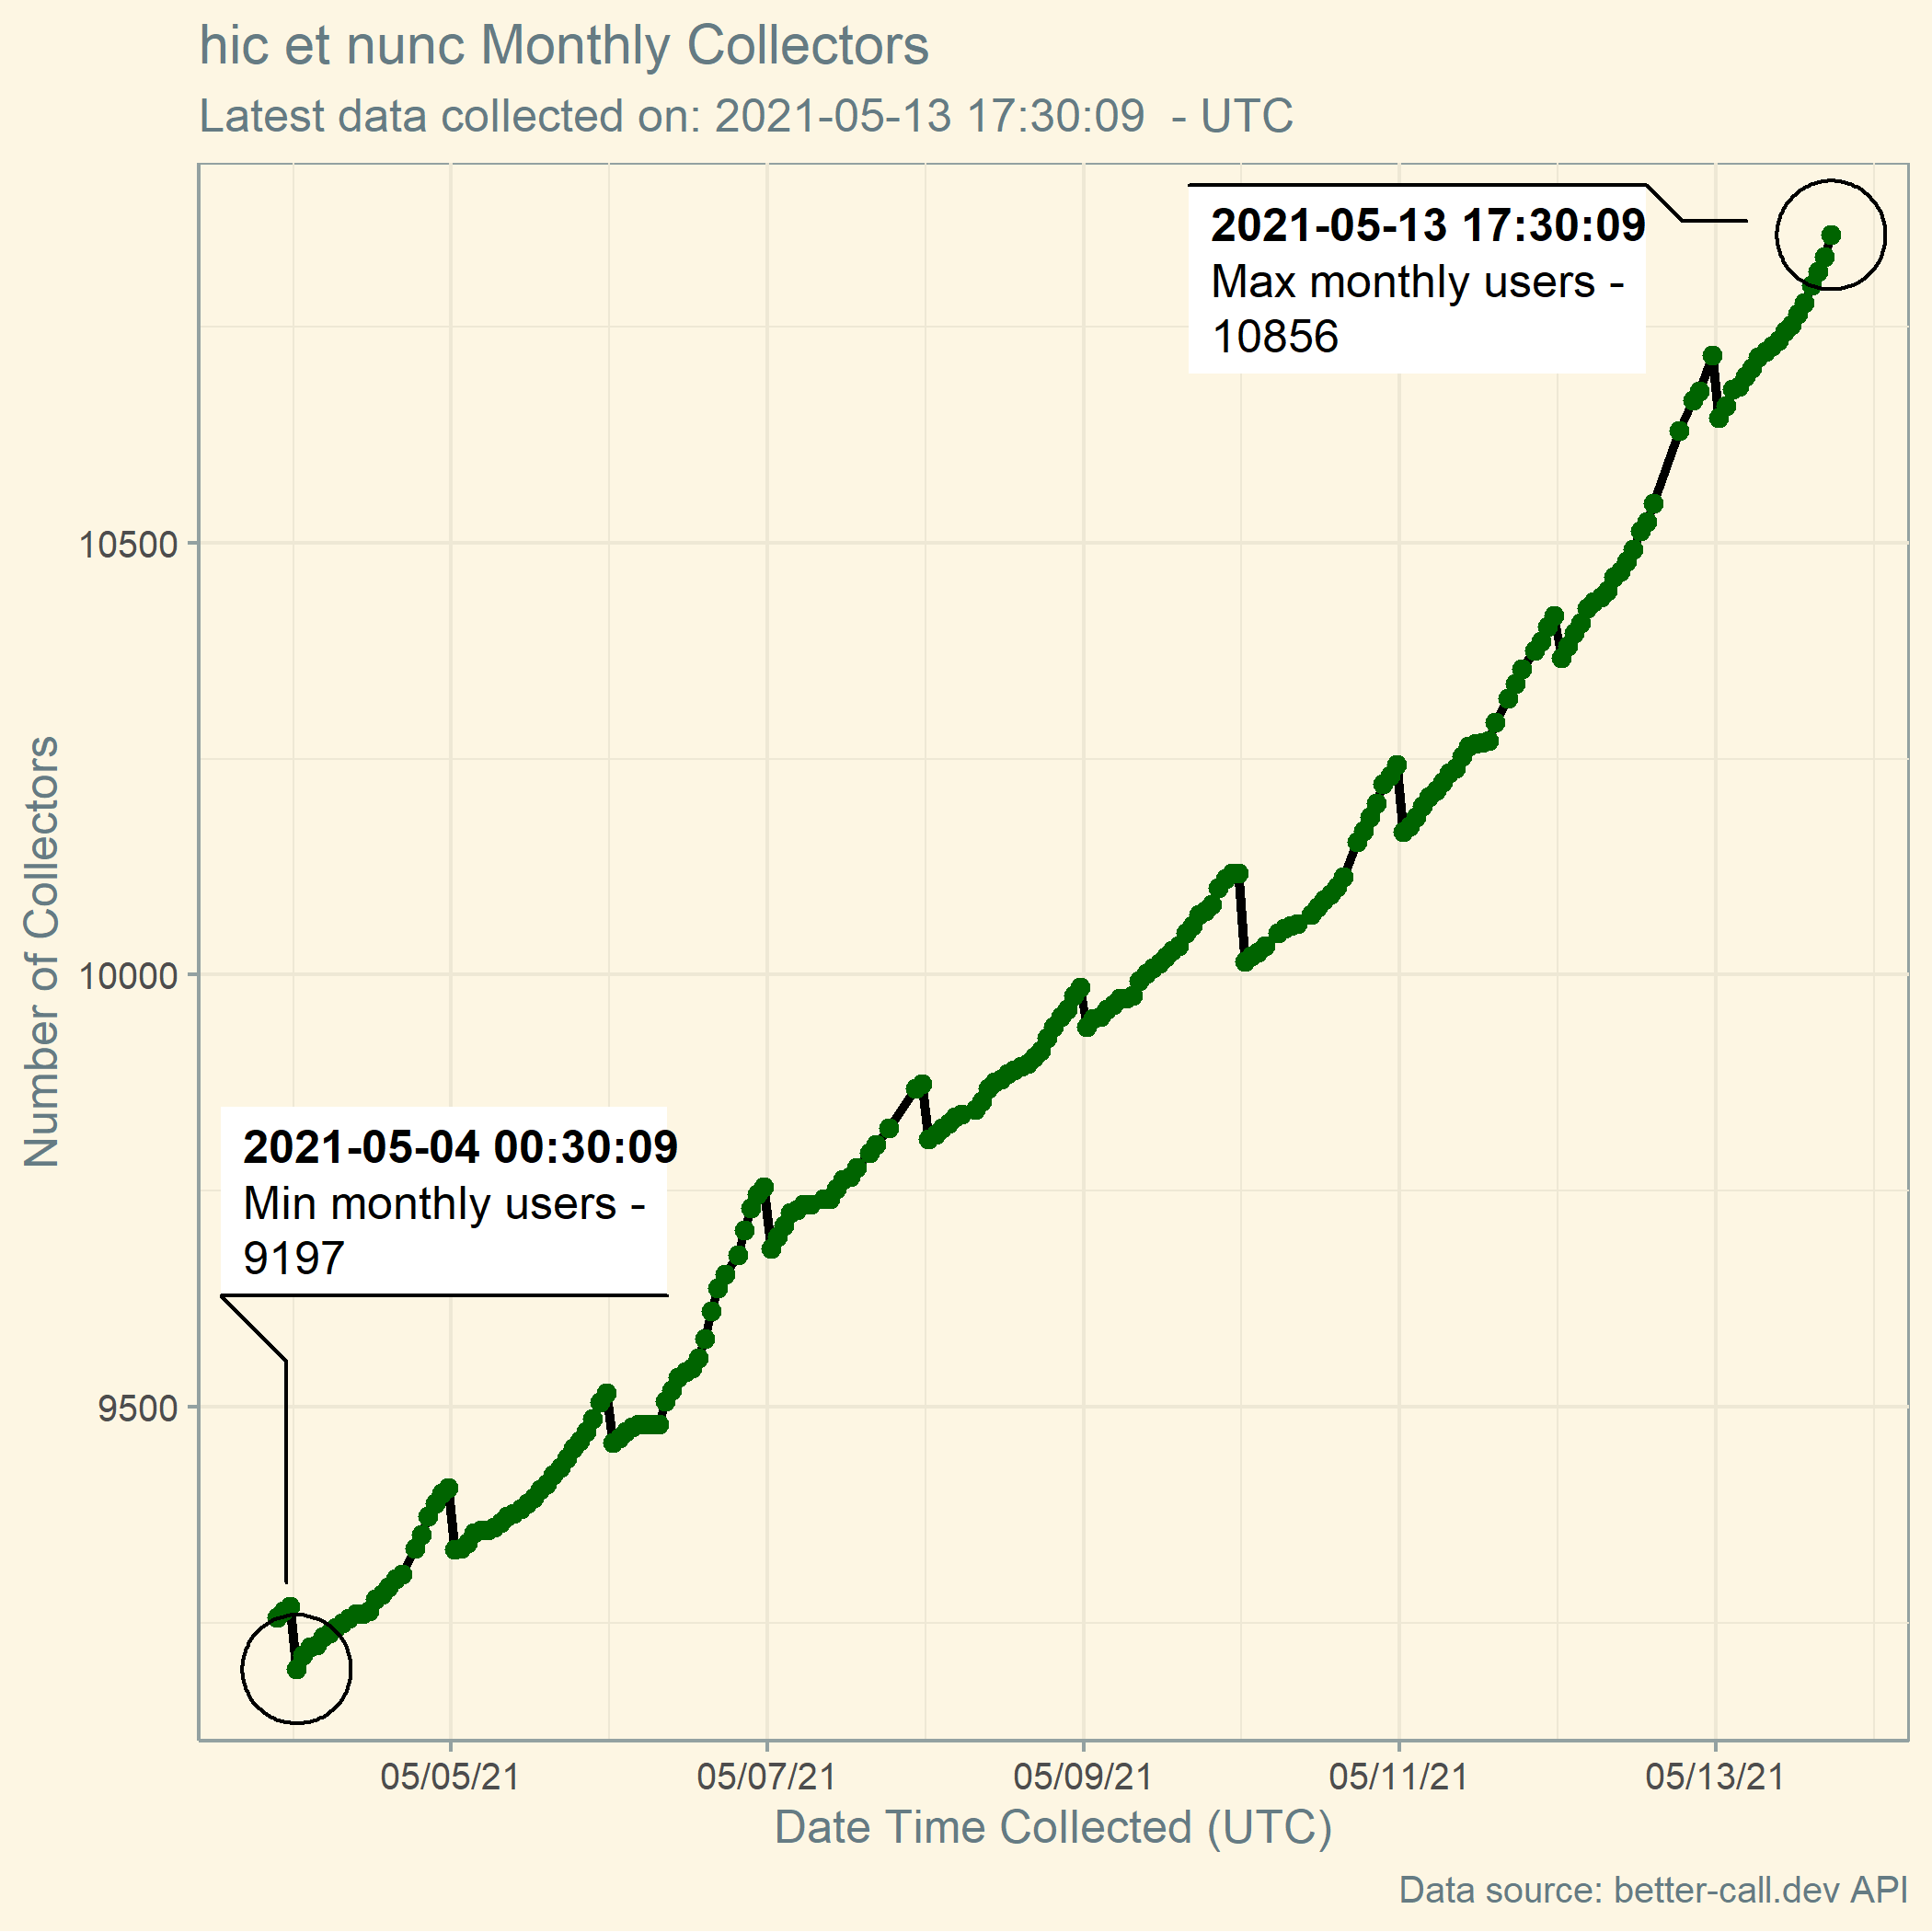 hic et nunc Monthly Collectors
Latest data collected on: 2021-05-13 17:30:09  - UTC
2021-05-13 17:30:09
Max monthly users -
10856
10500
10000
9500
Number of Collectors
2021-05-04 00:30:09
Min monthly users -
9197
05/05/21
05/07/21
05/09/21
05/11/21
05/13/21
Date Time Collected (UTC)
Data source: better-call.dev API